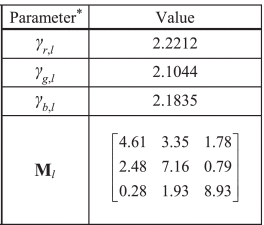 Parameter* Value
γr,l 2.2212
γg,l 2.1044
γb,l 2.1835
Ml
4.61 3.35 1.78
2.48 7.16 0.79
0.28 1.93 8.93